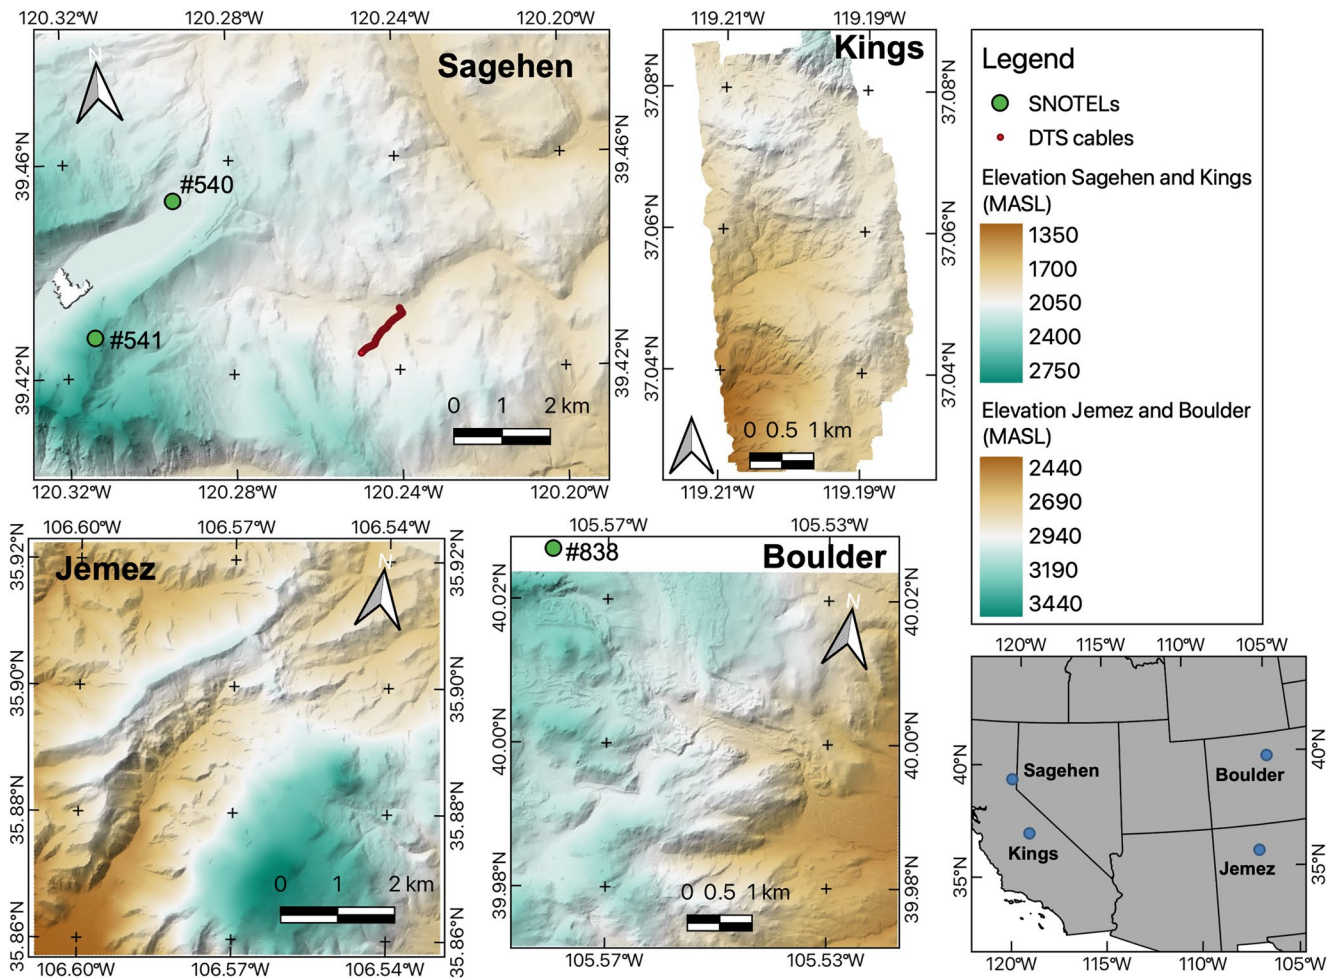 120.32°W 120.28°W 120.24°W 120.20°W
119.21°W 119.19°W
N
Sagehen
Kings
39.46°N
39.46°N
37.08°N
37.08°N
#540
37.06°N
37.06°N
#541
39.42°N
39.42°N
37.04°N
37.04°N
0 1 2 km
0 0.5 1 km
120.32°W 120.28°W 120.24°W 120.20°W
119.21°W 119.19°W
Legend
SNOTELs
DTS cables
Elevation Sagehen and Kings
(MASL)
1350
1700
2050
2400
2750
Elevation Jemez and Boulder
(MASL)
2440
2690
2940
3190
3440
106.60°W 106.57°W 106.54°W
Jemez
N
35.92°N
35.92°N
35.90°N
35.90°N
35.88°N
35.88°N
35.86°N
35.86°N
0 1 2 km
106.60°W 106.57°W 106.54°W
105.57°W 105.53°W
#838
Boulder
N
40.02°N
40.02°N
40.00°N
40.00°N
39.98°N
39.98°N
0 0.5 1 km
105.57°W 105.53°W
120°W 115°W 110°W 105°W
40°N
40°N
Sagehen
Boulder
Kings
Jemez
35°N
35°N
120°W 115°W 110°W 105°W